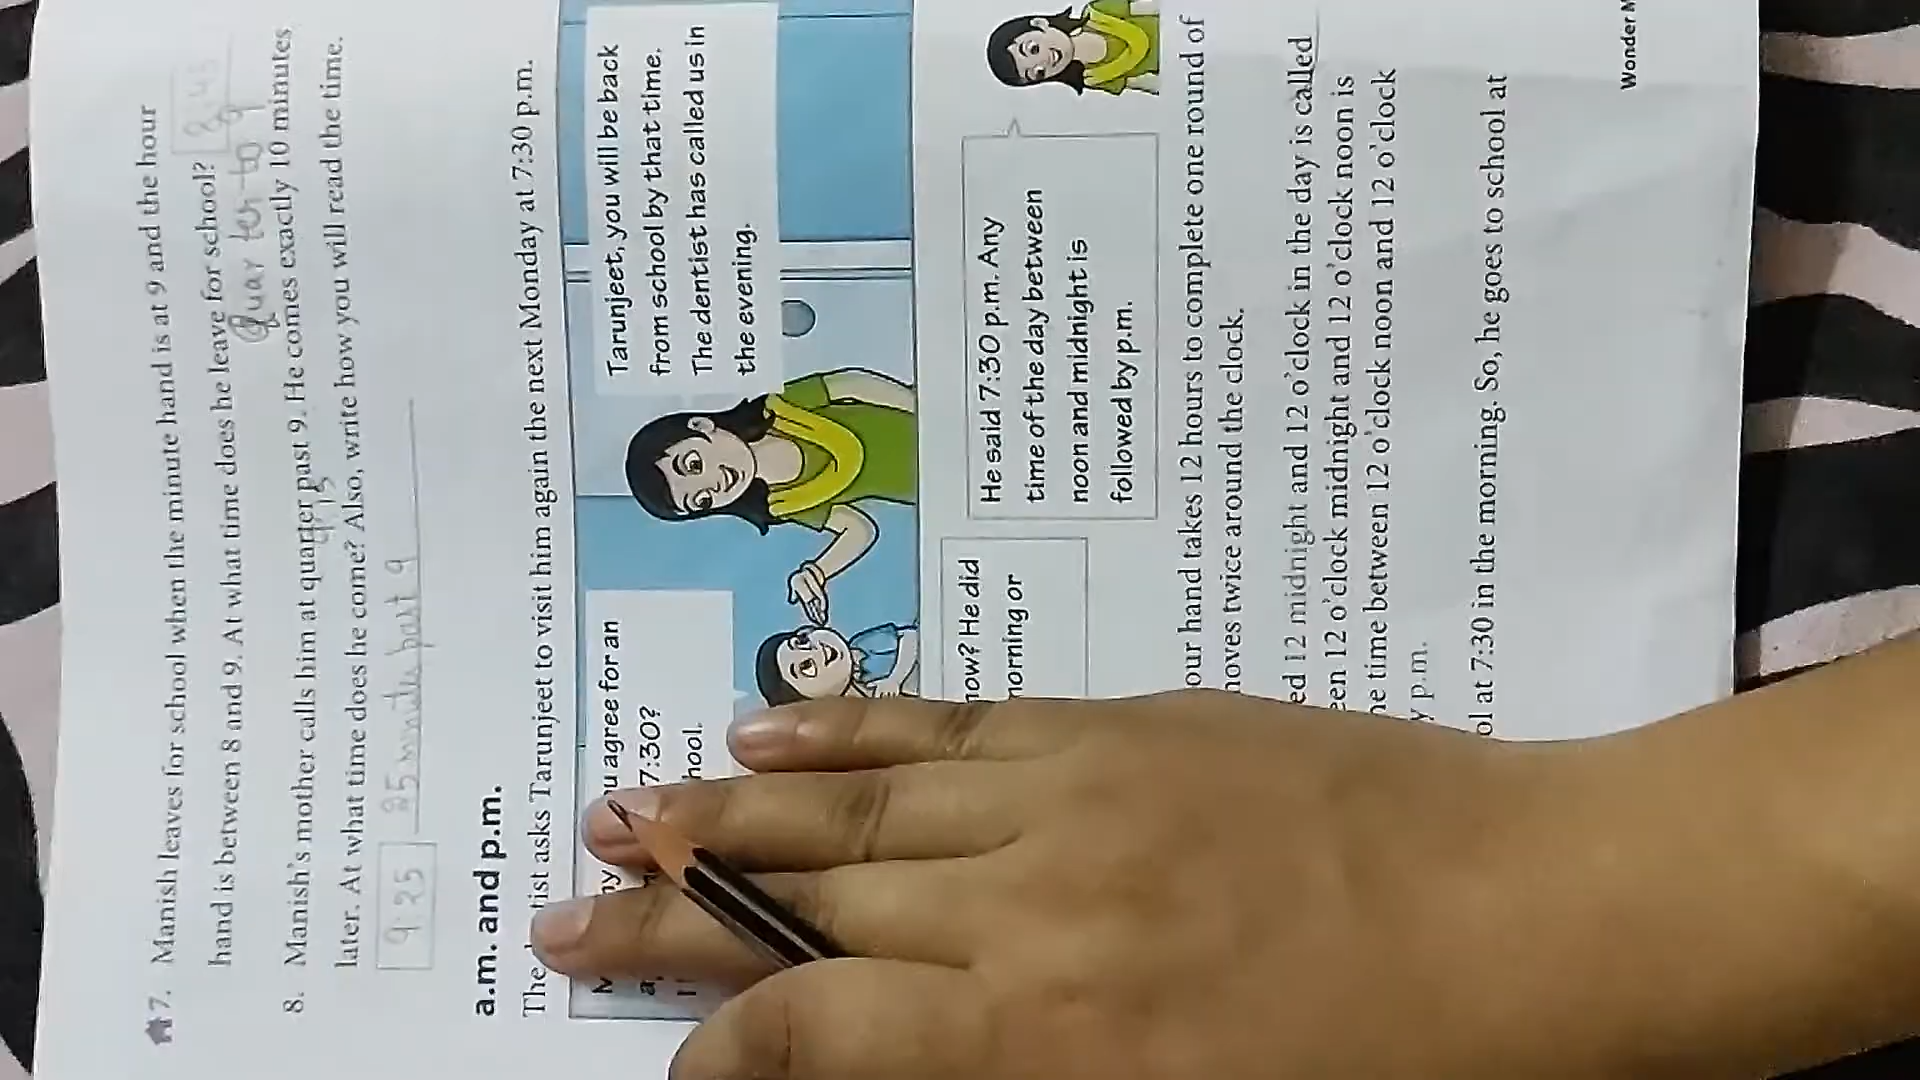 7. Manish leaves for school when the minute hand is at 9 and the hour
hand is between 8 and 9. At what time does he leave for school? 8:45
Quarter to 9
8. Manish's mother calls him at quarter past 9. He comes exactly 10 minutes
later. At what time does he come? Also, write how you will read the time.
9:25 25 minutes past 9
a.m. and p.m.
The tist asks Tarunjeet to visit him again the next Monday at 7:30 p.m.
u agree for an
7:30?
hool.
Tarunjeet, you will be back
from school by that time.
The dentist has called us in
the evening.
now? He did
norning or
He said 7:30 p.m. Any
time of the day between
noon and midnight is
followed by p.m.
our hand takes 12 hours to complete one round of
noves twice around the clock.
ed 12 midnight and 12 o'clock in the day is called
en 12 o'clock midnight and 12 o'clock noon is
he time between 12 o'clock noon and 12 o'clock
y p.m.
ol at 7:30 in the morning. So, he goes to school at
Wonder M